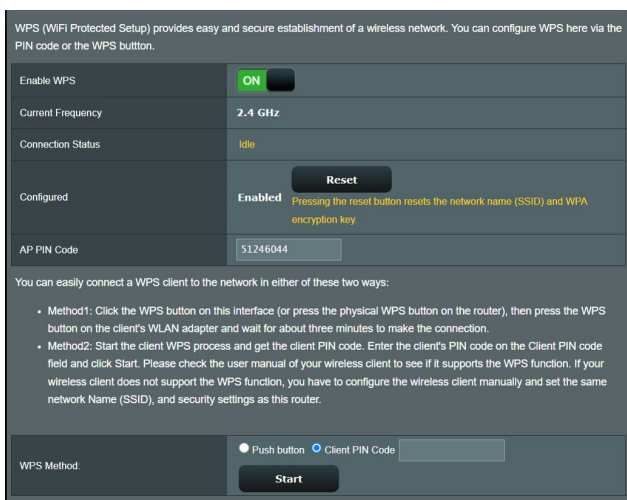 WPS (WiFi Protected Setup) provides easy and secure establishment of a wireless network. You can configure WPS here via the
PIN code or the WPS buttton.
Enable WPS ON
Current Frequency 2.4 GHz
Connection Status Idle
Reset
Configured Enabled Pressing the reset button resets the network name (SSID) and WPA
encryption key.
AP PIN Code 51246044
You can easily connect a WPS client to the network in either of these two ways:
• Method1: Click the WPS button on this interface (or press the physical WPS button on the router), then press the WPS
button on the client's WLAN adapter and wait for about three minutes to make the connection.
• Method2: Start the client WPS process and get the client PIN code. Enter the client's PIN code on the Client PIN code
field and click Start. Please check the user manual of your wireless client to see if it supports the WPS function. If your
wireless client does not support the WPS function, you have to configure the wireless client manually and set the same
network Name (SSID), and security settings as this router.
Push button Client PIN Code
WPS Method:
Start